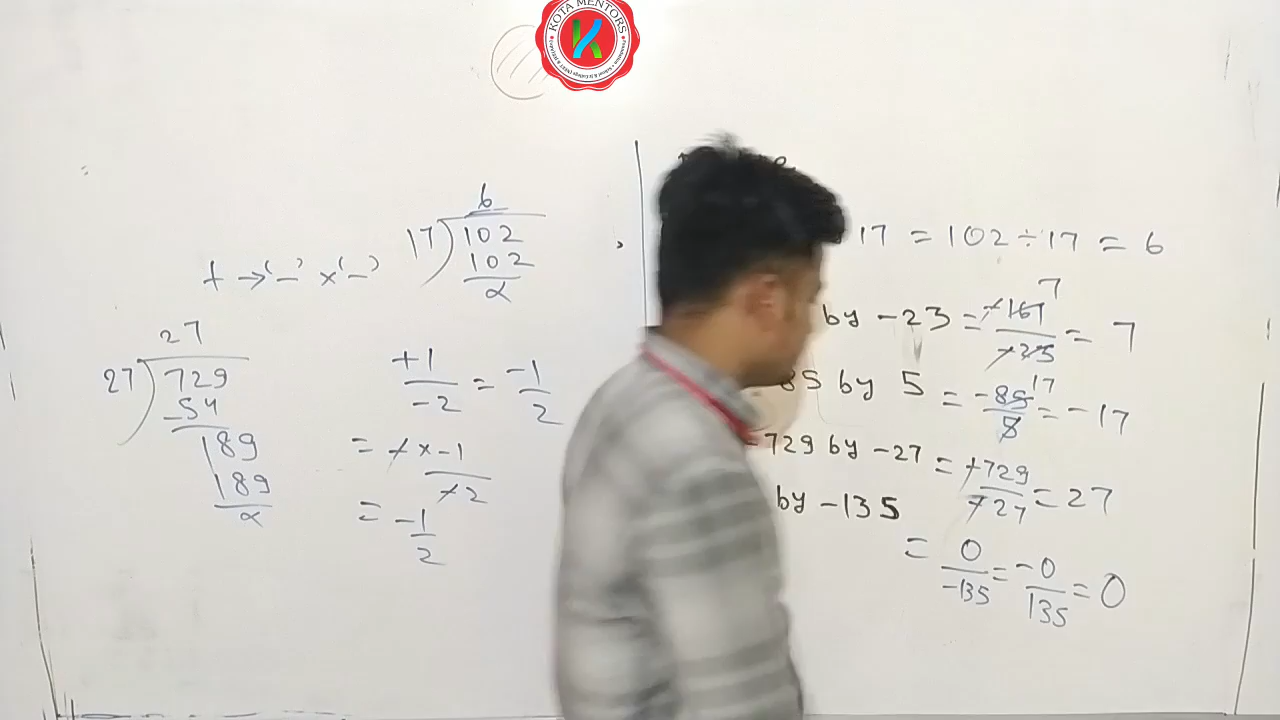 KOTA MENTORS
6
17 ) 102
102
+ → '–' × '–'
27
27 ) 729
-54
189
189
+1/-2 = -1/2
= -/ × -1/-2
= -1/2
17 = 102 ÷ 17 = 6
by -23 = -161/-23 = 7
7
85 by 5 = -85/5 = -17
17
-729 by -27 = -729/-27 = 27
by -135
= 0/-135 = -0/135 = 0